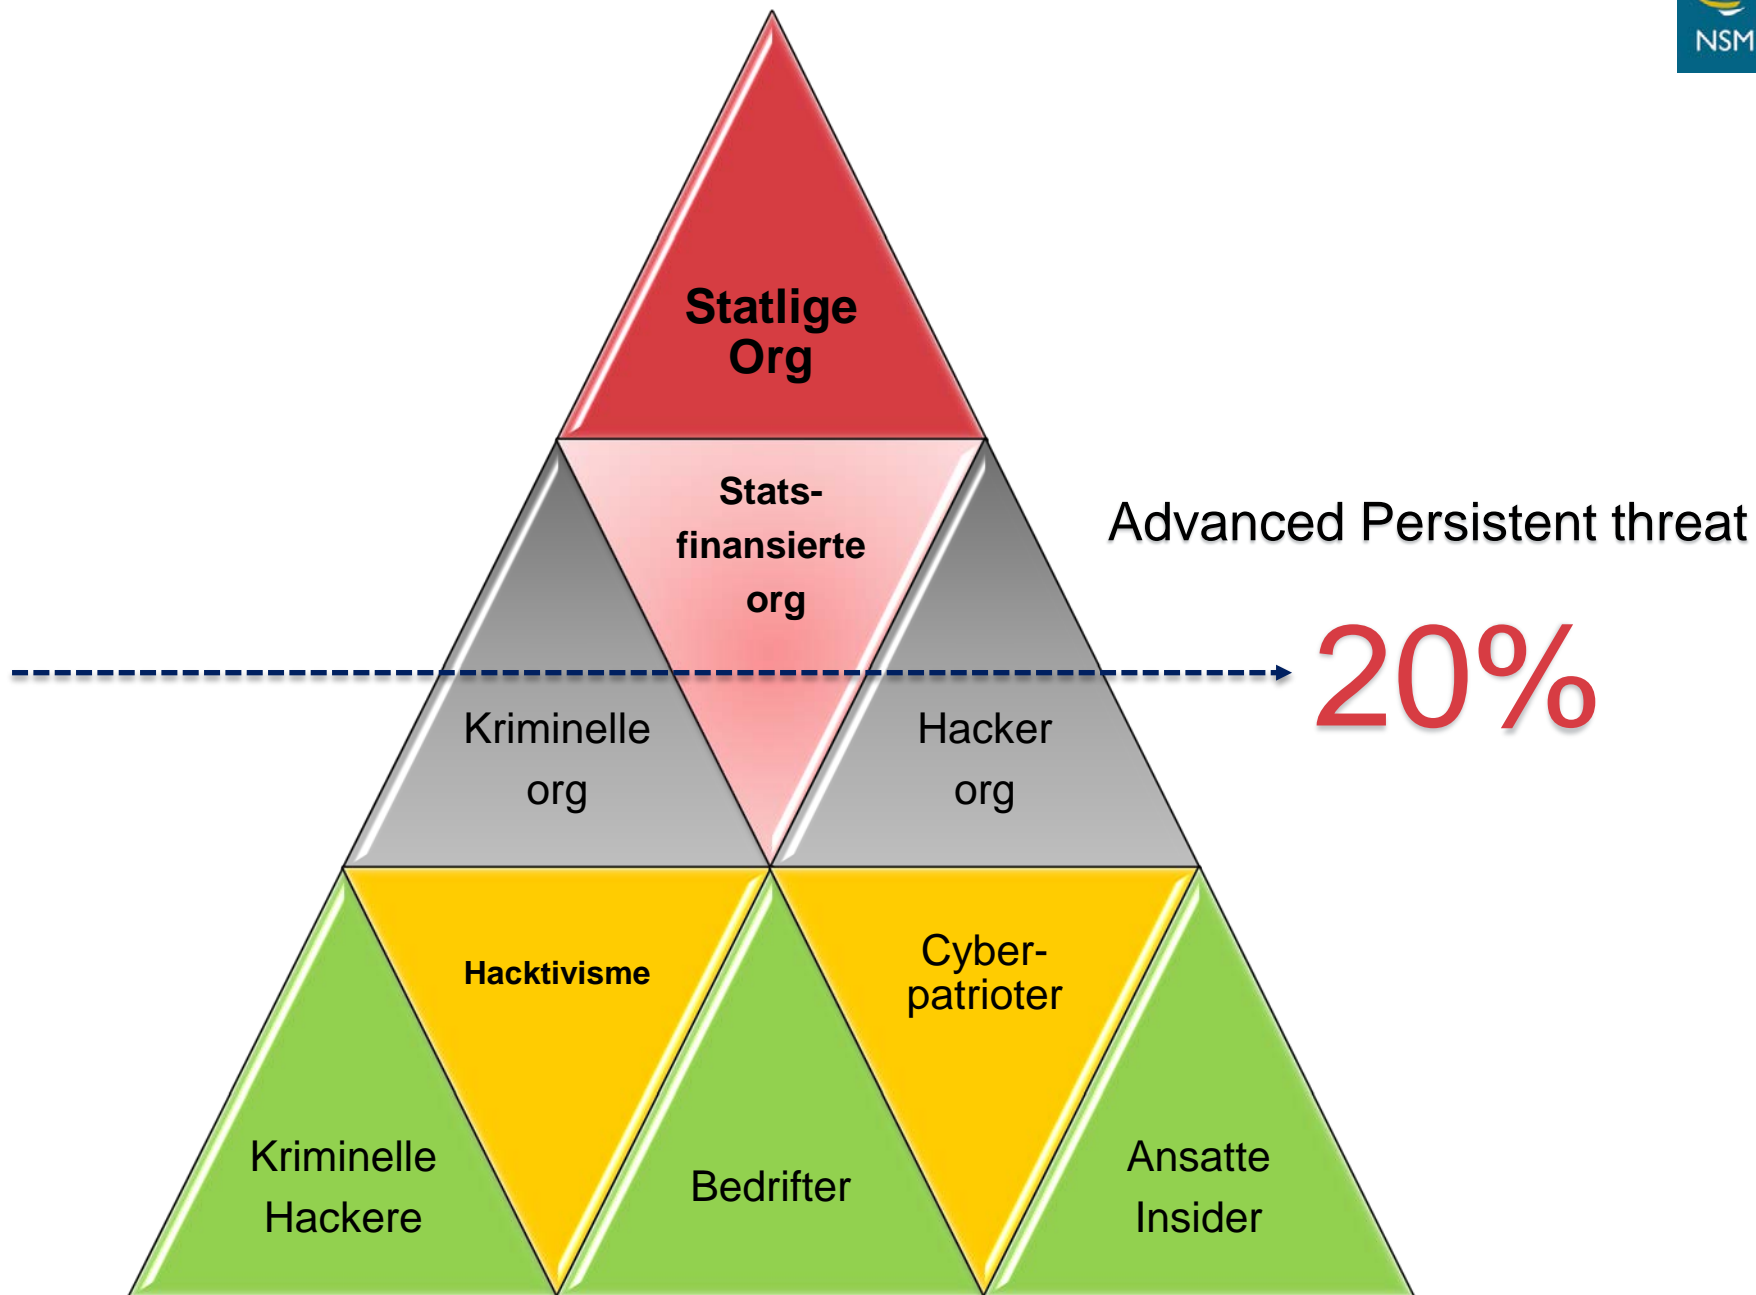 NSM
Statlige
Org
Stats-
finansierte
org
Advanced Persistent threat
20%
Kriminelle
org
Hacker
org
Hacktivisme
Cyber-
patrioter
Kriminelle
Hackere
Bedrifter
Ansatte
Insider